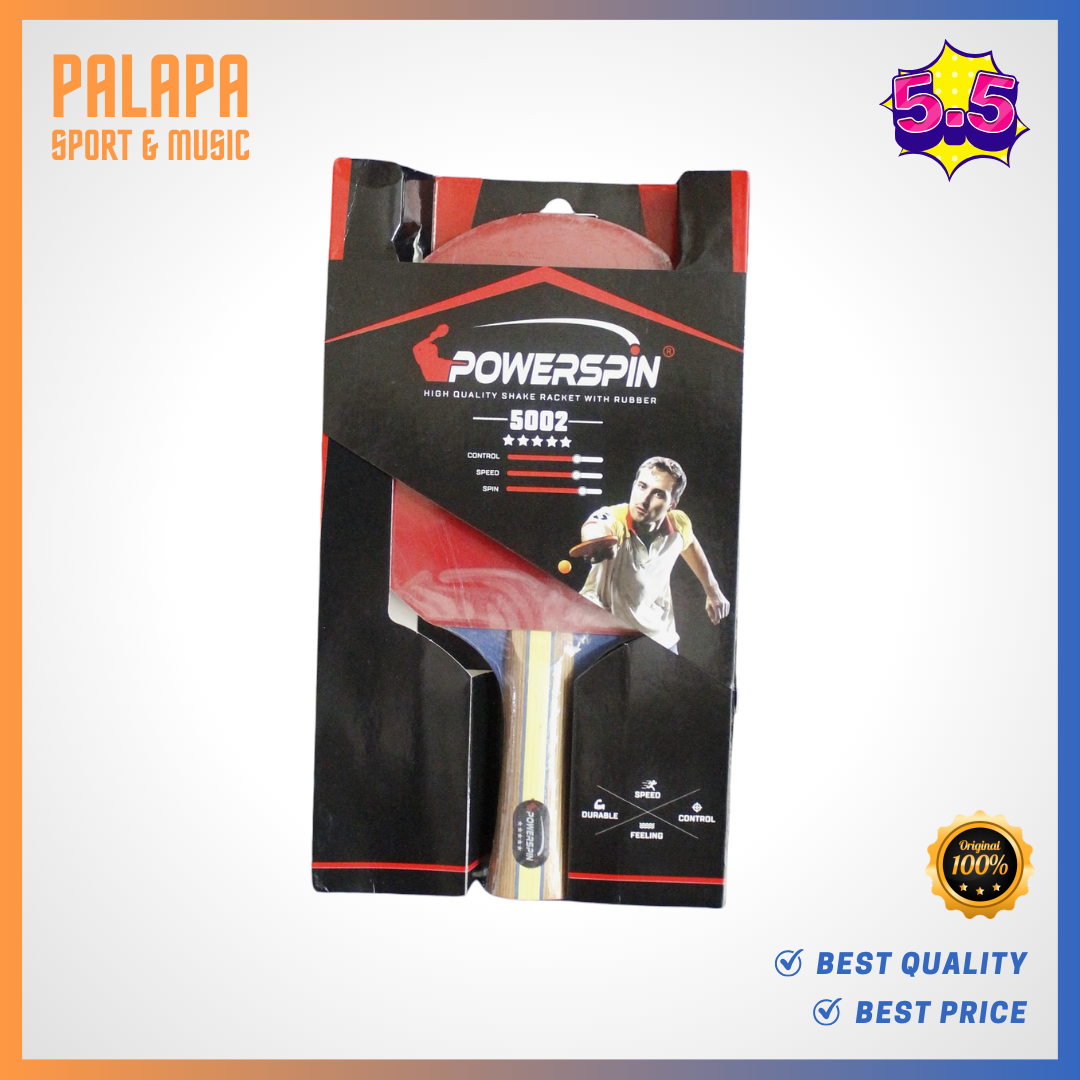 PALAPA
SPORT & MUSIC
5.5
POWERSPIN®
HIGH QUALITY SHAKE RACKET WITH RUBBER
5002
CONTROL
SPEED
SPIN
SPEED
DURABLE
CONTROL
FEELING
POWERSPIN
Original
100%
BEST QUALITY
BEST PRICE